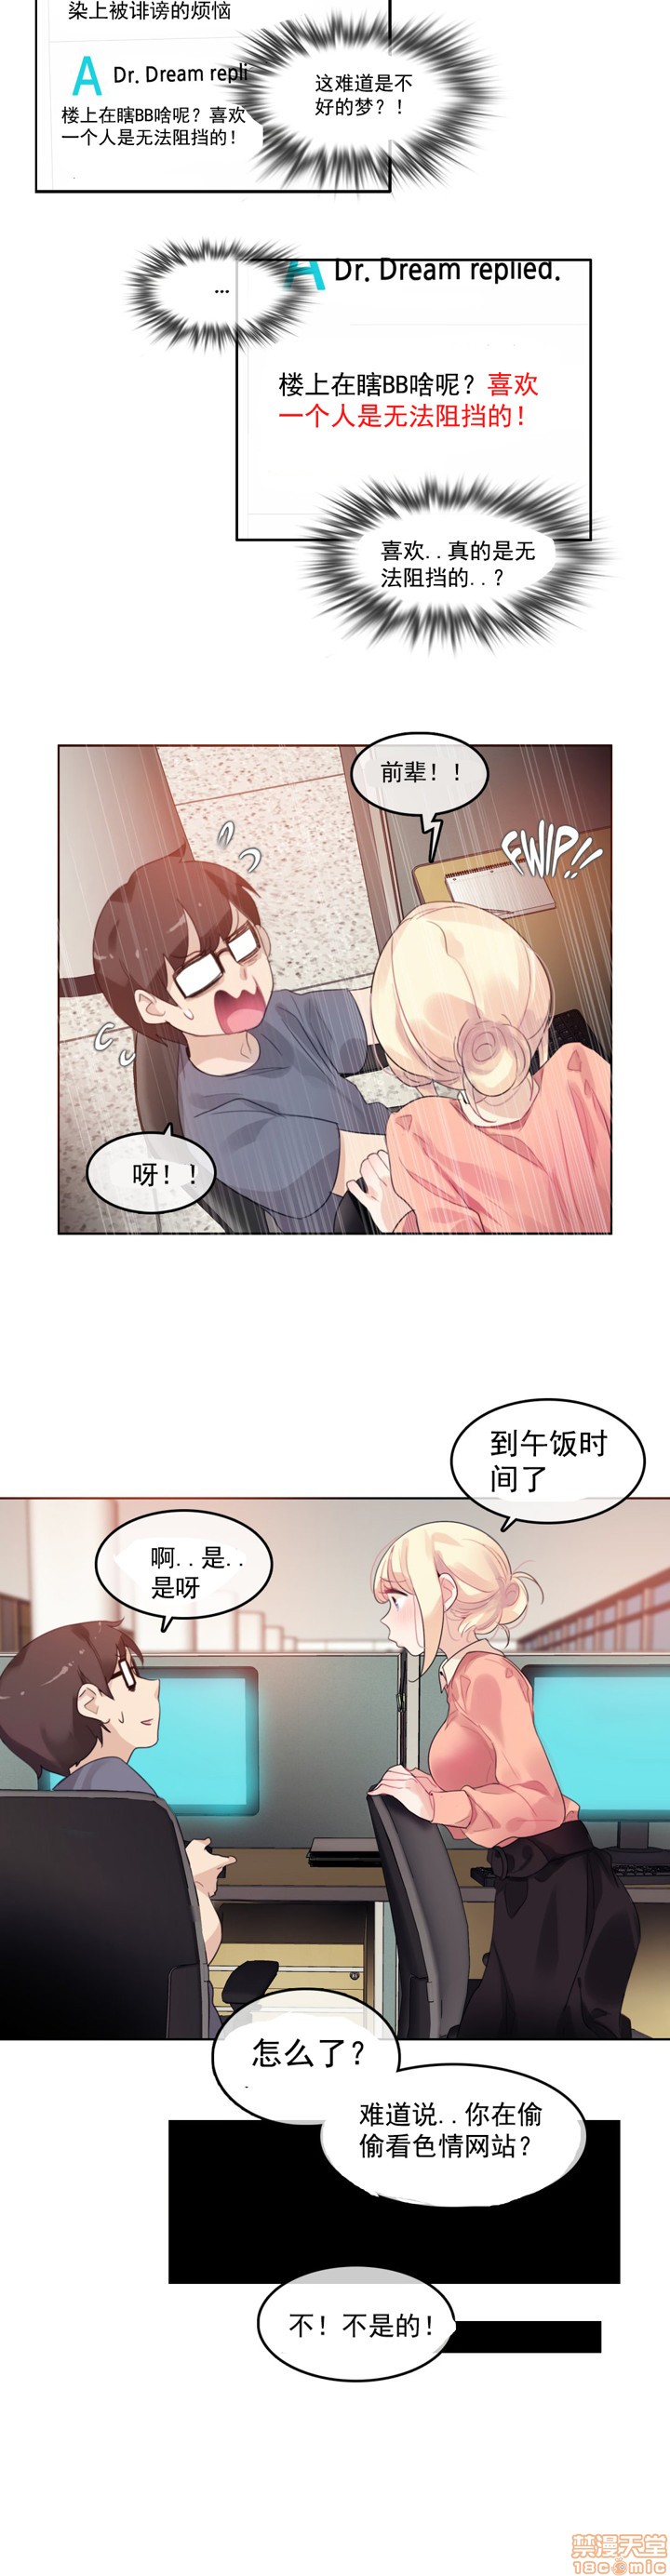 染上被诽谤的烦恼
A Dr. Dream repli
楼上在瞎BB啥呢？喜欢
一个人是无法阻挡的！
这难道是不
好的梦？！
...
A Dr. Dream replied.
楼上在瞎BB啥呢？喜欢
一个人是无法阻挡的！
喜欢..真的是无
法阻挡的..？
前辈！！
FWIP!!
呀！！
到午饭时
间了
啊..是..
是呀
怎么了？
难道说..你在偷
偷看色情网站？
不！不是的！
禁漫天堂
18comic